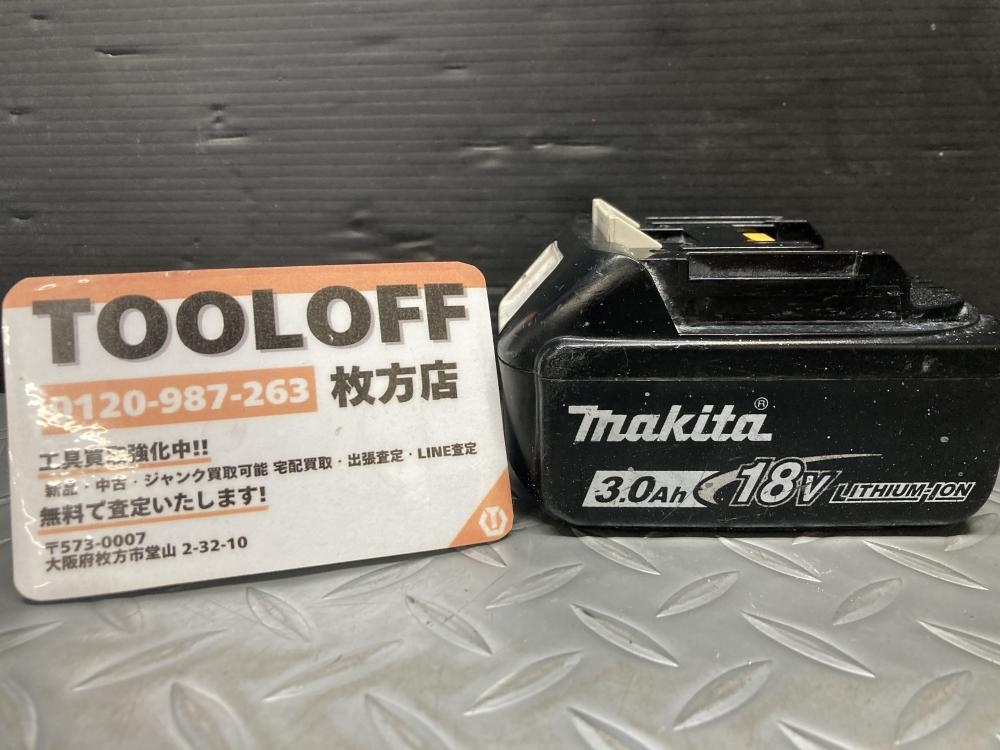 TOOLOFF
0120-987-263 枚方店
工具買取強化中!!
新品・中古・ジャンク買取可能 宅配買取・出張査定・LINE査定
無料で査定いたします!
〒573-0007
大阪府枚方市堂山 2-32-10
makita®
3.0Ah 18V LITHIUM-ION